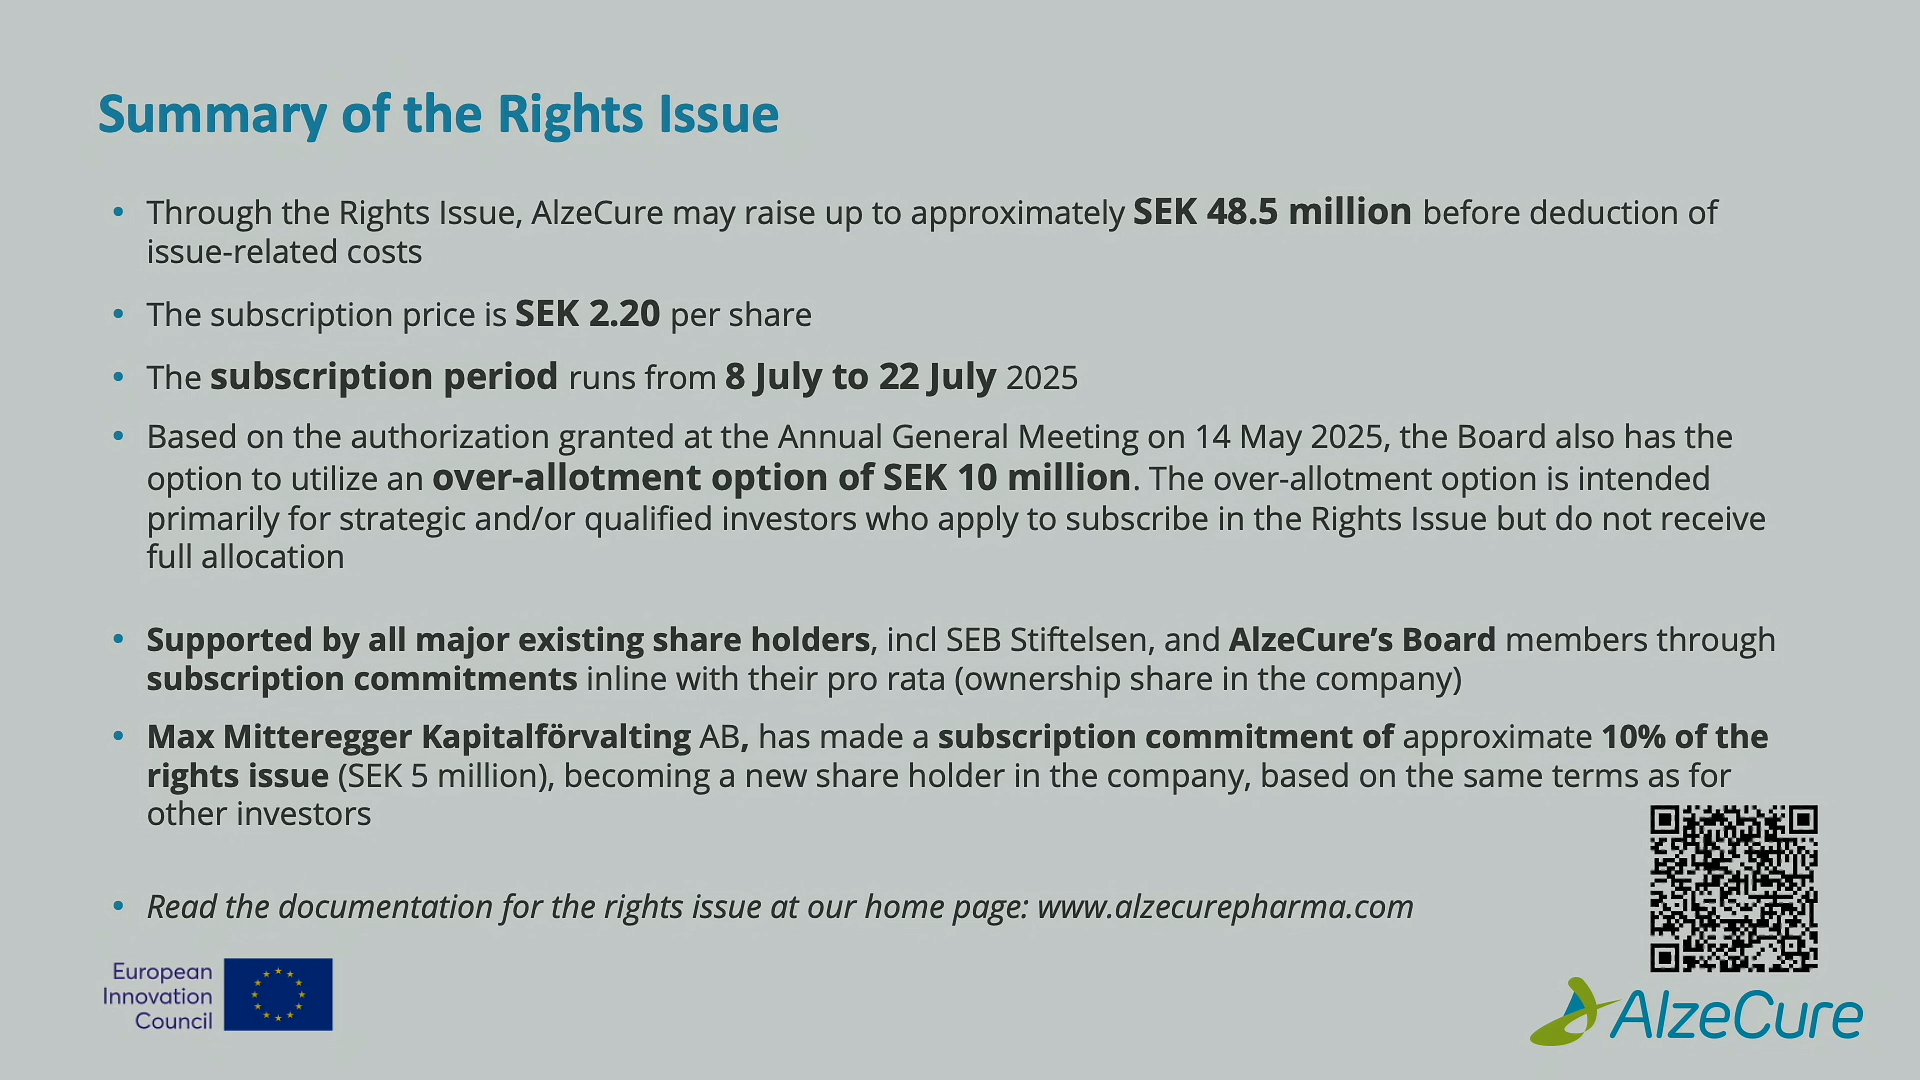 Summary of the Rights Issue
• Through the Rights Issue, AlzeCure may raise up to approximately SEK 48.5 million before deduction of
issue-related costs
• The subscription price is SEK 2.20 per share
• The subscription period runs from 8 July to 22 July 2025
• Based on the authorization granted at the Annual General Meeting on 14 May 2025, the Board also has the
option to utilize an over-allotment option of SEK 10 million. The over-allotment option is intended
primarily for strategic and/or qualified investors who apply to subscribe in the Rights Issue but do not receive
full allocation
• Supported by all major existing share holders, incl SEB Stiftelsen, and AlzeCure’s Board members through
subscription commitments inline with their pro rata (ownership share in the company)
• Max Mitteregger Kapitalförvalting AB, has made a subscription commitment of approximate 10% of the
rights issue (SEK 5 million), becoming a new share holder in the company, based on the same terms as for
other investors
• Read the documentation for the rights issue at our home page: www.alzecurepharma.com
European
Innovation
Council
AlzeCure